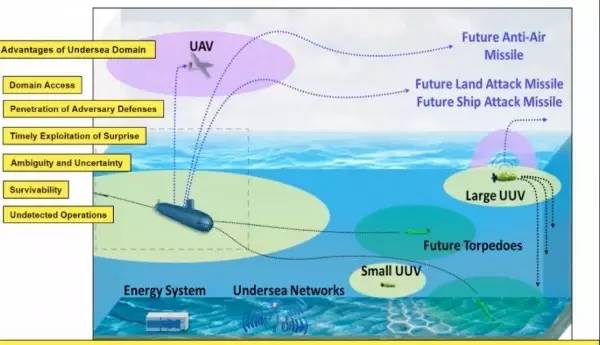 Advantages of Undersea Domain
Domain Access
Penetration of Adversary Defenses
Timely Exploitation of Surprise
Ambiguity and Uncertainty
Survivability
Undetected Operations
UAV
Future Anti-Air
Missile
Future Land Attack Missile
Future Ship Attack Missile
Large UUV
Future Torpedoes
Small UUV
Energy System
Undersea Networks